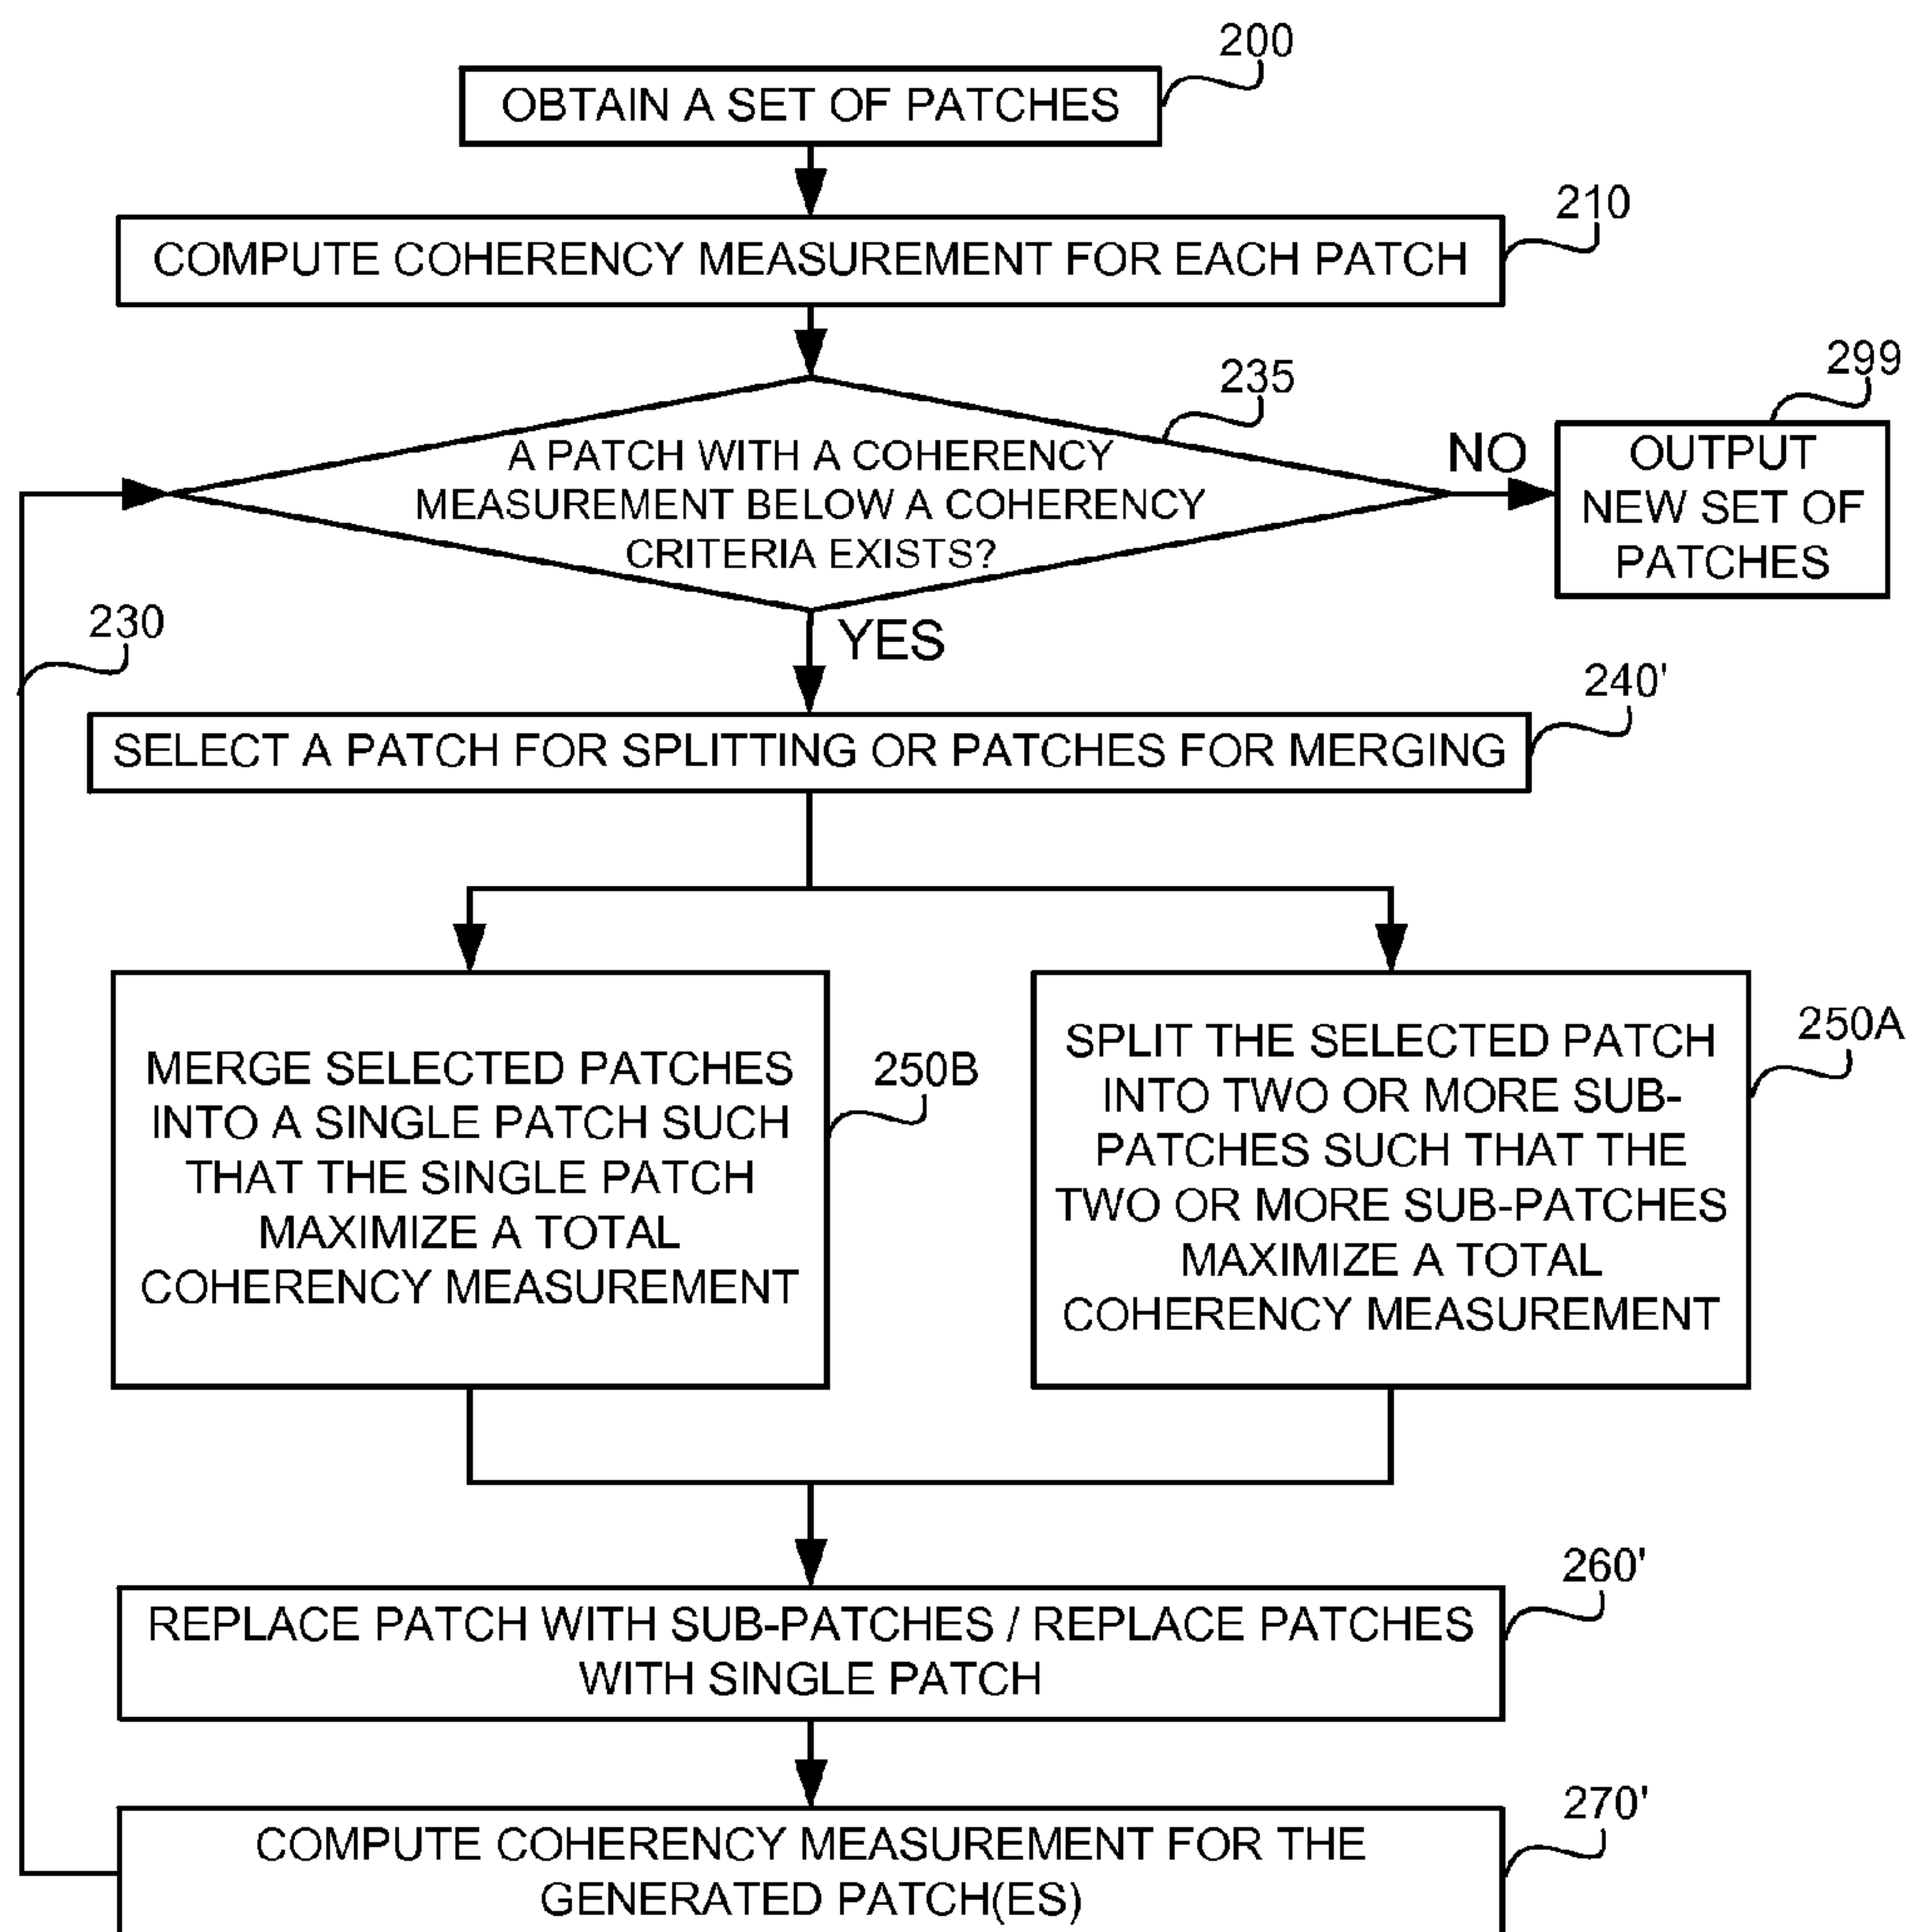 200
OBTAIN A SET OF PATCHES
210
COMPUTE COHERENCY MEASUREMENT FOR EACH PATCH
235
A PATCH WITH A COHERENCY
MEASUREMENT BELOW A COHERENCY
CRITERIA EXISTS?
NO
299
OUTPUT
NEW SET OF
PATCHES
230
YES
240'
SELECT A PATCH FOR SPLITTING OR PATCHES FOR MERGING
MERGE SELECTED PATCHES
INTO A SINGLE PATCH SUCH
THAT THE SINGLE PATCH
MAXIMIZE A TOTAL
COHERENCY MEASUREMENT
250B
SPLIT THE SELECTED PATCH
INTO TWO OR MORE SUB-
PATCHES SUCH THAT THE
TWO OR MORE SUB-PATCHES
MAXIMIZE A TOTAL
COHERENCY MEASUREMENT
250A
260'
REPLACE PATCH WITH SUB-PATCHES / REPLACE PATCHES
WITH SINGLE PATCH
270'
COMPUTE COHERENCY MEASUREMENT FOR THE
GENERATED PATCH(ES)